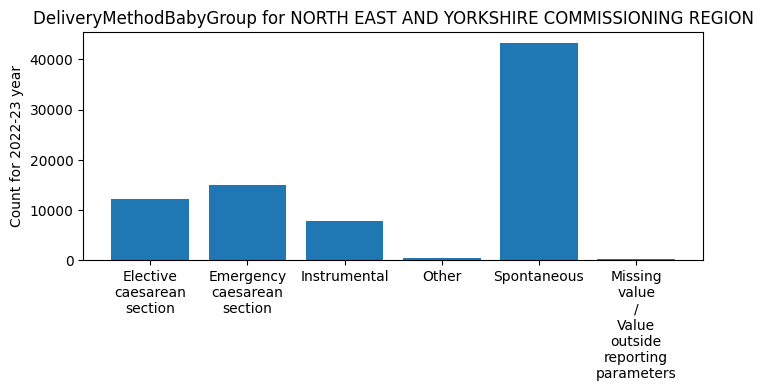 DeliveryMethodBabyGroup for NORTH EAST AND YORKSHIRE COMMISSIONING REGION
Count for 2022-23 year
40000
30000
20000
10000
0
Elective
caesarean
section
Emergency
caesarean
section
Instrumental
Other
Spontaneous
Missing
value
/
Value
outside
reporting
parameters